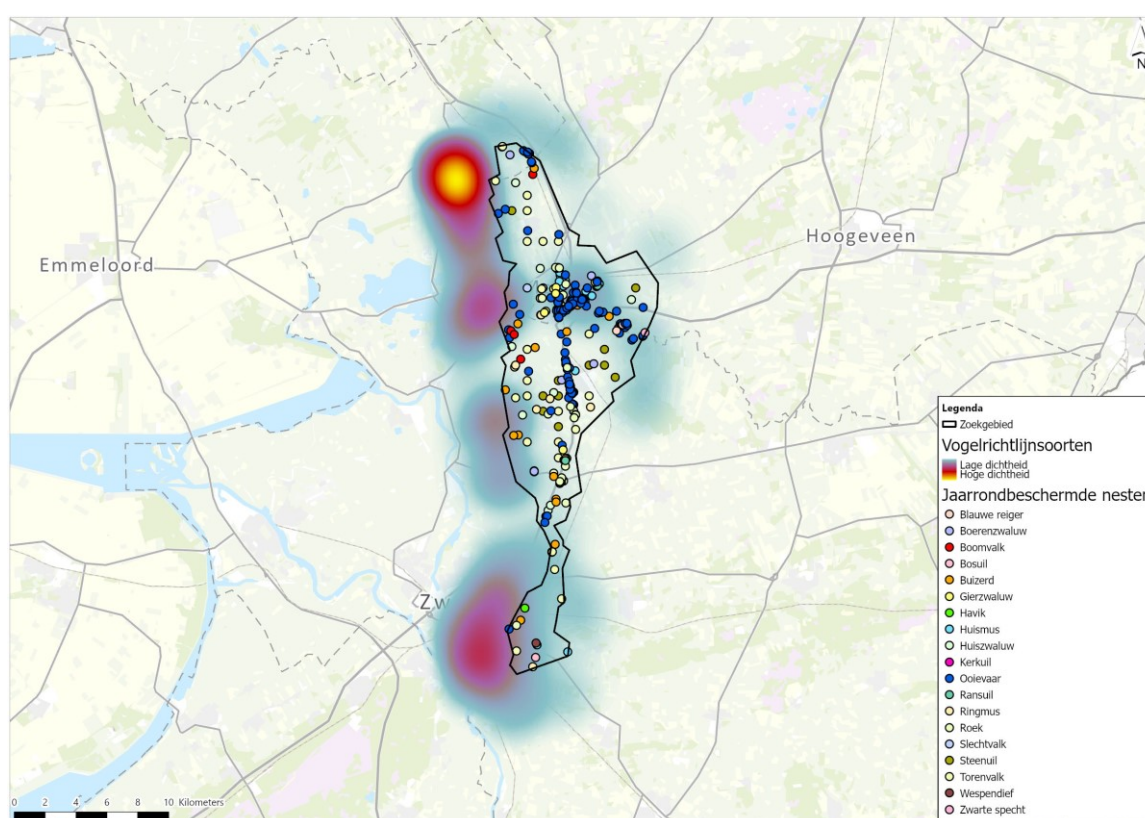 N
Hoogeveen
Emmeloord
Zw
Legenda
Zoekgebied
Vogelrichtlijnsoorten
Lage dichtheid
Hoge dichtheid
Jaarrondbeschermde nesten
Blauwe reiger
Boerenzwaluw
Boomvalk
Bosuil
Buizerd
Gierzwaluw
Havik
Huismus
Huiszwaluw
Kerkuil
Ooievaar
Ransuil
Ringmus
Roek
Slechtvalk
Steenuil
Torenvalk
Wespendief
Zwarte specht
0 2 4 6 8 10 Kilometers